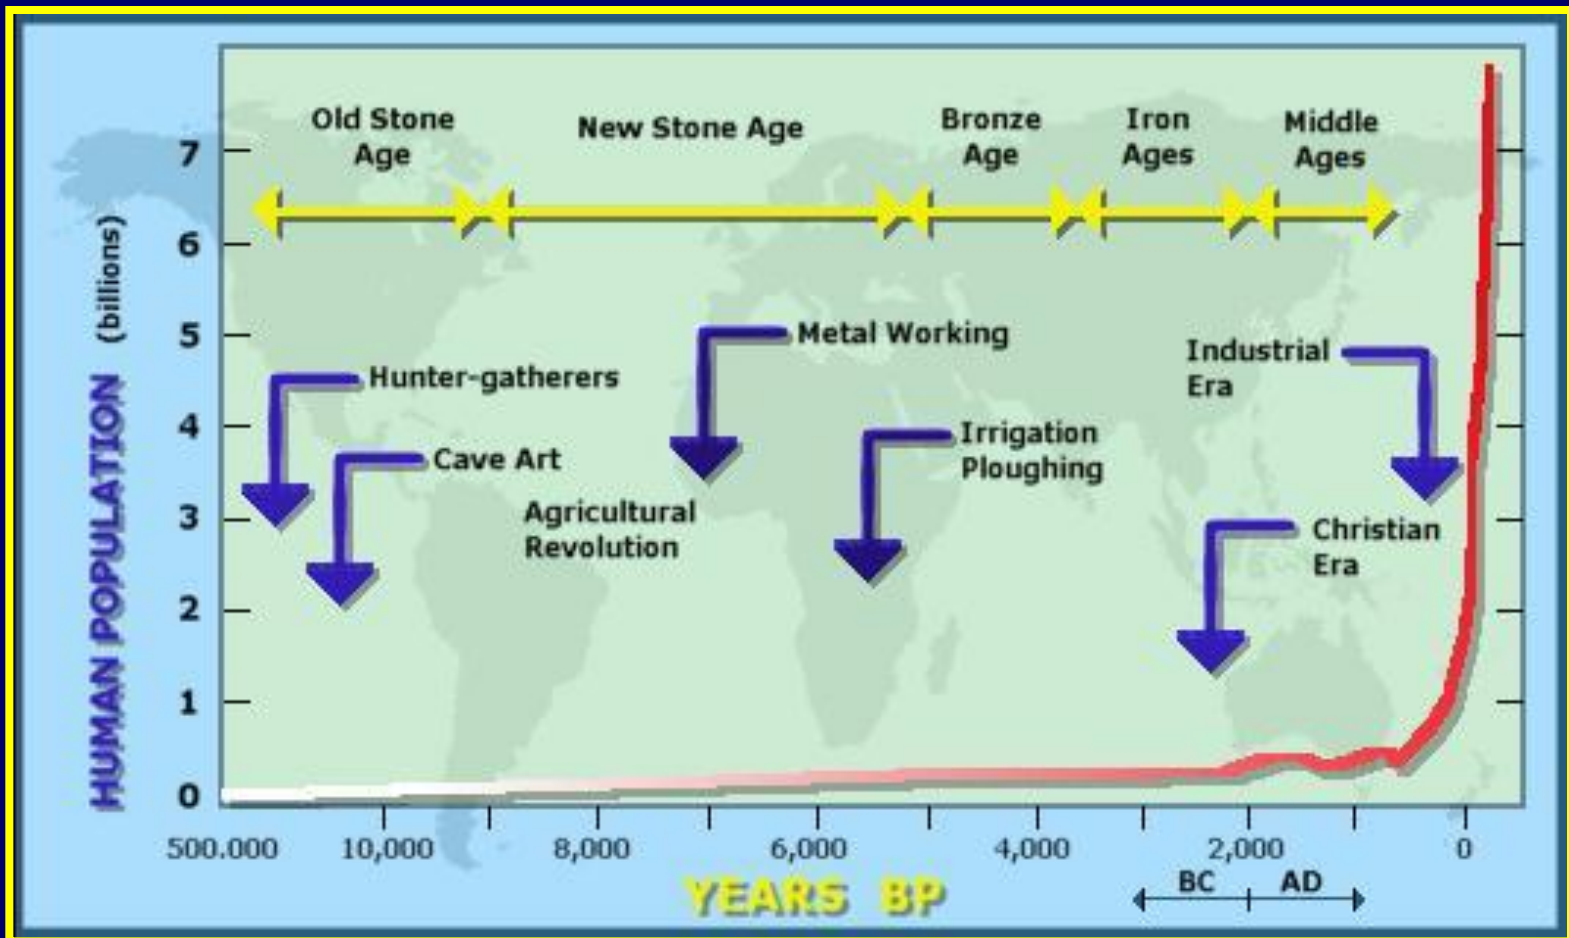 Old Stone
Age
New Stone Age
Bronze
Age
Iron
Ages
Middle
Ages
HUMAN POPULATION (billions)
7
6
5
4
3
2
1
0
Hunter-gatherers
Cave Art
Metal Working
Agricultural
Revolution
Irrigation
Ploughing
Industrial
Era
Christian
Era
500.000 10,000 8,000 6,000 4,000 2,000 0
BC AD
YEARS BP